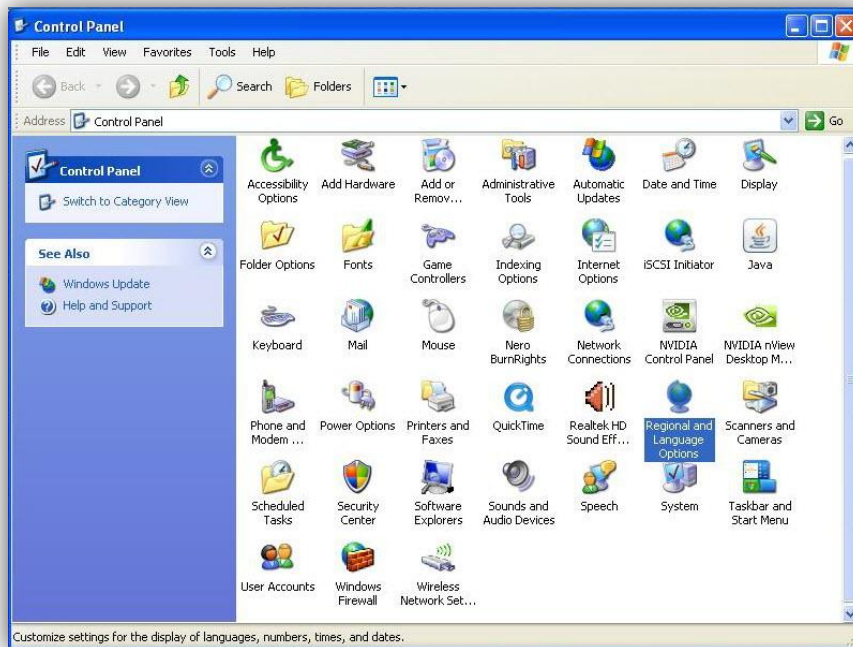 Control Panel
File Edit View Favorites Tools Help
Back Search Folders
Address Control Panel Go
Control Panel
Switch to Category View
See Also
Windows Update
Help and Support
Accessibility Options
Add Hardware
Add or Remov...
Administrative Tools
Automatic Updates
Date and Time
Display
Folder Options
Fonts
Game Controllers
Indexing Options
Internet Options
iSCSI Initiator
Java
Keyboard
Mail
Mouse
Nero BurnRights
Network Connections
NVIDIA Control Panel
NVIDIA nView Desktop M...
Phone and Modem ...
Power Options
Printers and Faxes
QuickTime
Realtek HD Sound Eff...
Regional and Language Options
Scanners and Cameras
Scheduled Tasks
Security Center
Software Explorers
Sounds and Audio Devices
Speech
System
Taskbar and Start Menu
User Accounts
Windows Firewall
Wireless Network Set...
Customize settings for the display of languages, numbers, times, and dates.